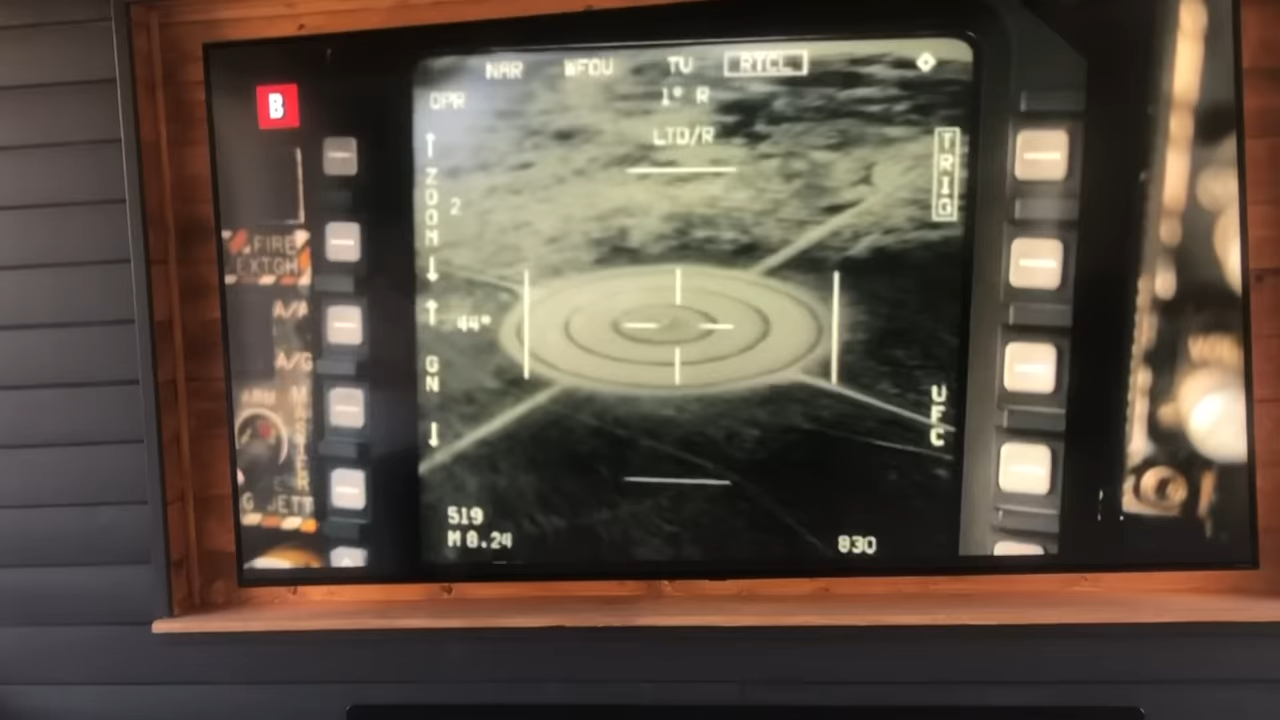 B
NAR WFOV TV RTCL
OPR
1° R
LTD/R
TRIG
ZOOM 2
FIRE
EXTGH
A/A
44°
A/G
GN
UFC
MASTER
JETT
519
M 0.24
830